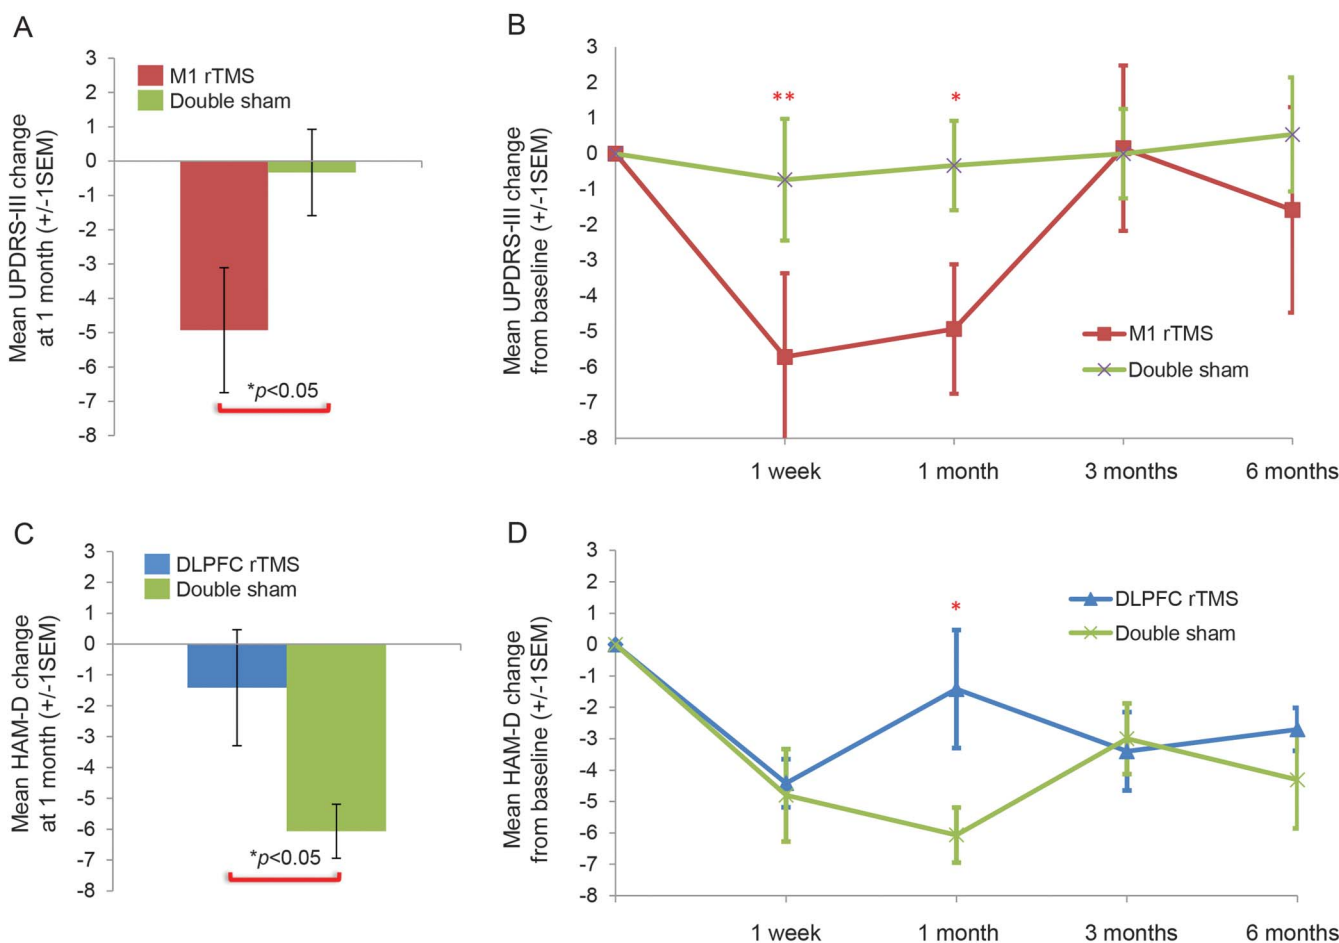 A
Mean UPDRS-III change
at 1 month (+/-1SEM)
3
2
1
0
-1
-2
-3
-4
-5
-6
-7
-8
M1 rTMS
Double sham
*p<0.05
B
Mean UPDRS-III change
from baseline (+/-1SEM)
3
2
1
0
-1
-2
-3
-4
-5
-6
-7
-8
**
*
M1 rTMS
Double sham
1 week 1 month 3 months 6 months
C
Mean HAM-D change
at 1 month (+/-1SEM)
3
2
1
0
-1
-2
-3
-4
-5
-6
-7
-8
DLPFC rTMS
Double sham
*p<0.05
D
Mean HAM-D change
from baseline (+/-1SEM)
3
2
1
0
-1
-2
-3
-4
-5
-6
-7
-8
*
DLPFC rTMS
Double sham
1 week 1 month 3 months 6 months